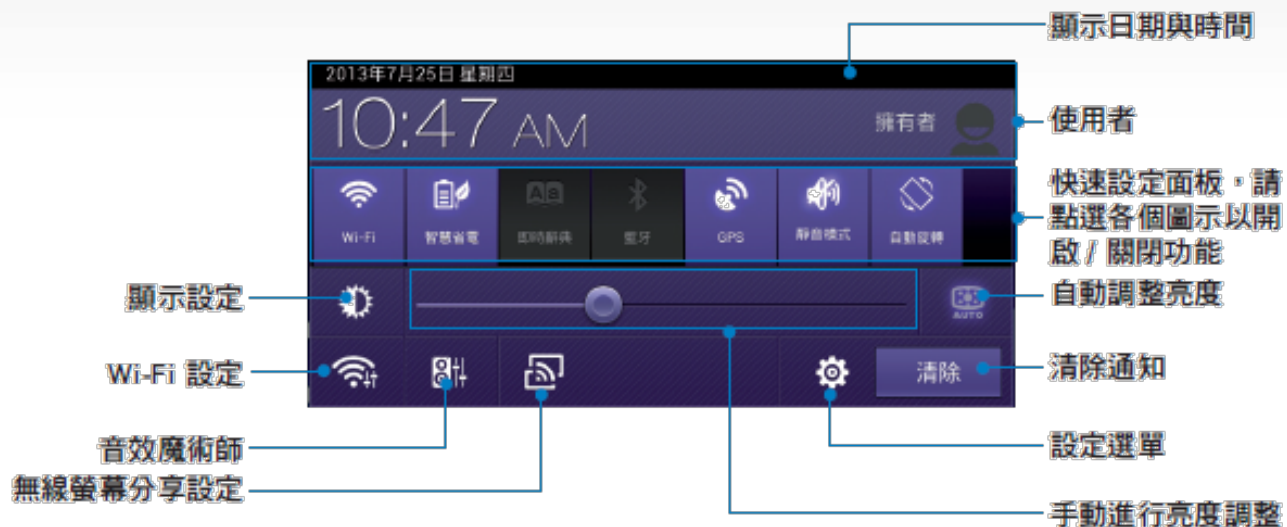 顯示日期與時間
2013年7月25日 星期四
10:47 AM
擁有者
使用者
Wi-Fi
智慧省電
即時辭典
藍牙
GPS
靜音模式
自動旋轉
快速設定面板，請
點選各個圖示以開
啟 / 關閉功能
顯示設定
AUTO
自動調整亮度
Wi-Fi 設定
清除
清除通知
音效魔術師
設定選單
無線螢幕分享設定
手動進行亮度調整